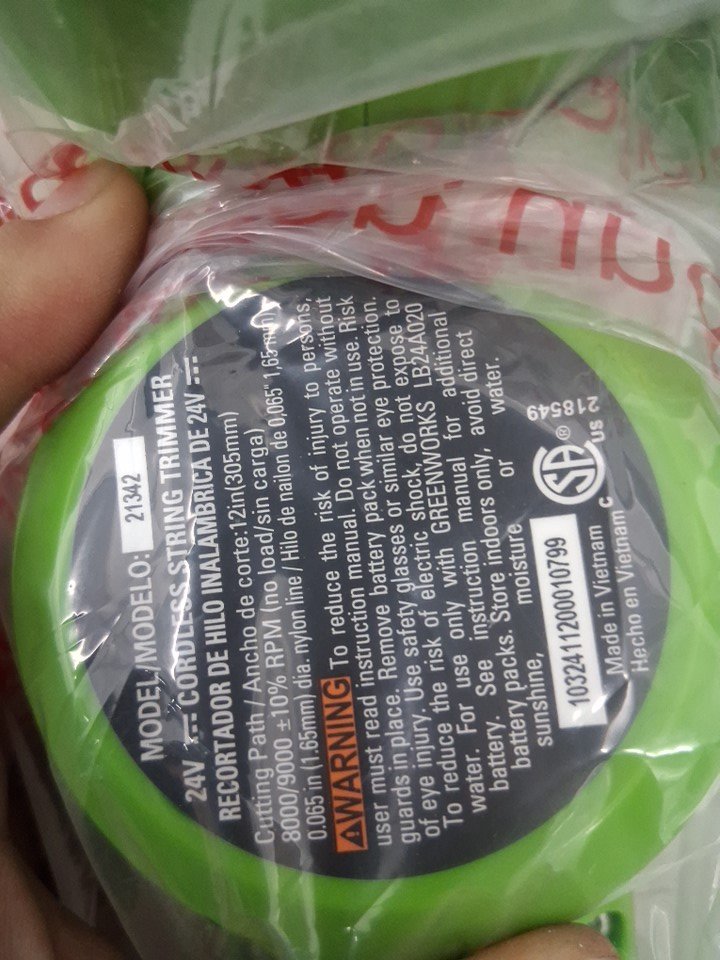 MODEL/MODELO: 21342
24V ⎓ CORDLESS STRING TRIMMER
RECORTADOR DE HILO INALAMBRICA DE 24V ⎓
Cutting Path / Ancho de corte:12in(305mm)
8000/9000 ±10% RPM (no load/sin carga)
0.065 in (1.65mm) dia. nylon line / Hilo de nailon de 0,065" 1,65 mm
⚠WARNING To reduce the risk of injury to persons,
user must read instruction manual. Do not operate without
guards in place. Remove battery pack when not in use. Risk
of eye injury. Use safety glasses or similar eye protection.
To reduce the risk of electric shock, do not expose to
water. For use only with GREENWORKS LB24A020
battery. See instruction manual for additional
battery packs. Store indoors only, avoid direct
sunshine, moisture or water.
1032411200010799
Made in Vietnam
Hecho en Vietnam
C SA ® US
218549